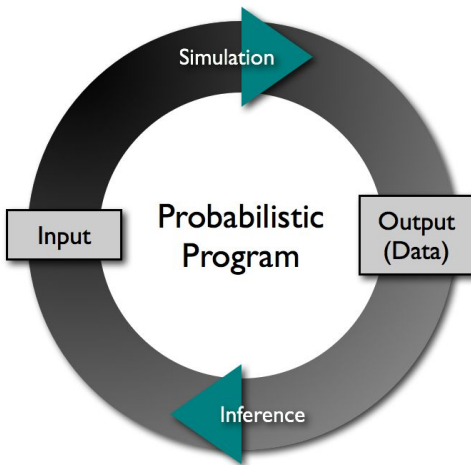 Simulation
Input
Probabilistic
Program
Output
(Data)
Inference